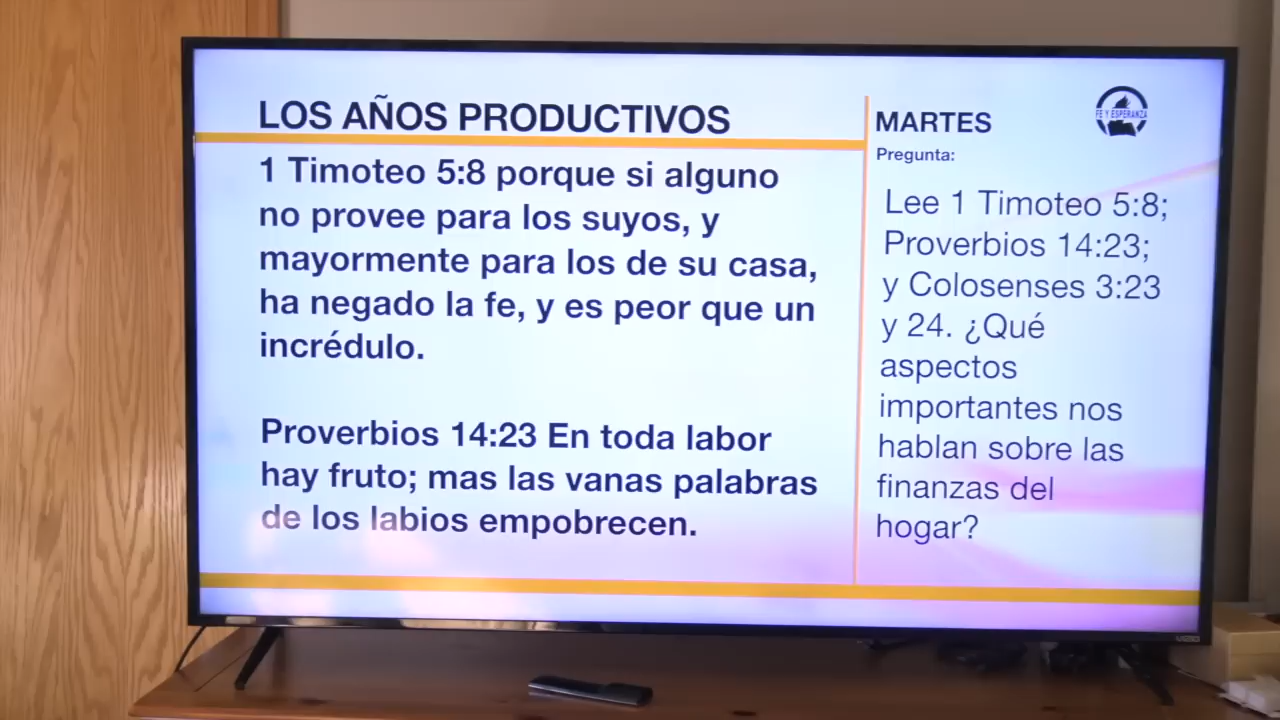 LOS AÑOS PRODUCTIVOS
1 Timoteo 5:8 porque si alguno
no provee para los suyos, y
mayormente para los de su casa,
ha negado la fe, y es peor que un
incrédulo.
Proverbios 14:23 En toda labor
hay fruto; mas las vanas palabras
de los labios empobrecen.
MARTES
Pregunta:
Lee 1 Timoteo 5:8;
Proverbios 14:23;
y Colosenses 3:23
y 24. ¿Qué
aspectos
importantes nos
hablan sobre las
finanzas del
hogar?
FE Y ESPERANZA
VIZIO